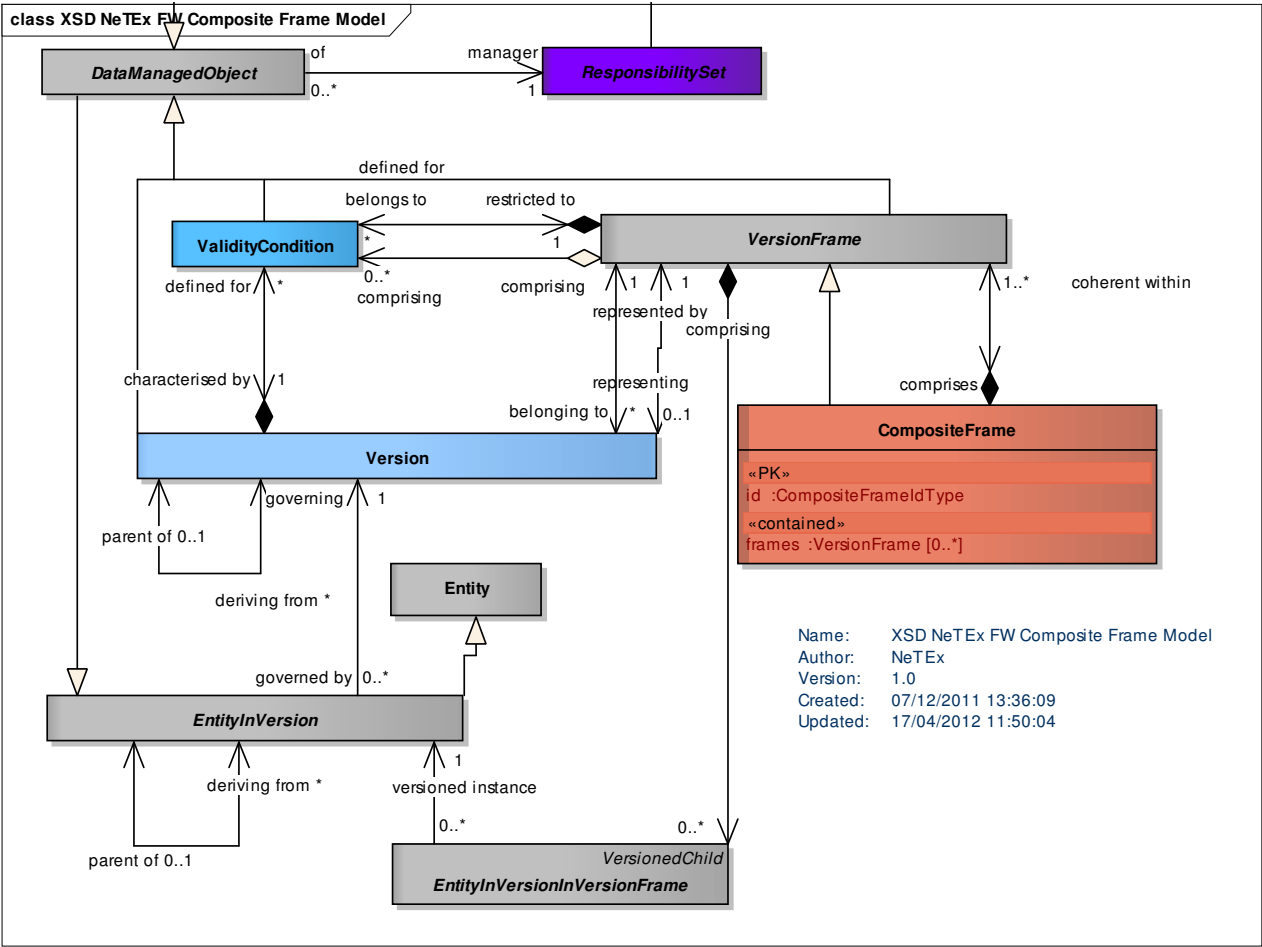 class XSD NeTEx FW Composite Frame Model
DataManagedObject
of
0..*
manager
1
ResponsibilitySet
defined for
belongs to
restricted to
ValidityCondition
*
1
VersionFrame
0..*
comprising
comprising
defined for
*
1
1
represented by
comprising
1..*
coherent within
characterised by
1
representing
belonging to
*
0..1
comprises
Version
CompositeFrame
«PK»
id :CompositeFrameIdType
«contained»
frames :VersionFrame [0..*]
governing
1
parent of 0..1
deriving from *
Entity
governed by
0..*
EntityInVersion
Name: XSD NeTEx FW Composite Frame Model
Author: NeTEx
Version: 1.0
Created: 07/12/2011 13:36:09
Updated: 17/04/2012 11:50:04
1
deriving from *
versioned instance
0..*
0..*
parent of 0..1
VersionedChild
EntityInVersionInVersionFrame